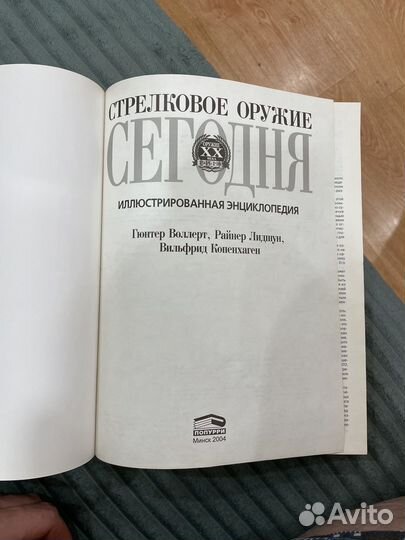 СТРЕЛКОВОЕ ОРУЖИЕ
СЕГОДНЯ
ОРУЖИЕ
XX
ИЛЛЮСТРИРОВАННАЯ ЭНЦИКЛОПЕДИЯ
Гюнтер Воллерт, Райнер Лидшун,
Вильфрид Копенхаген
ПОПУРРИ
Минск 2004
Avito